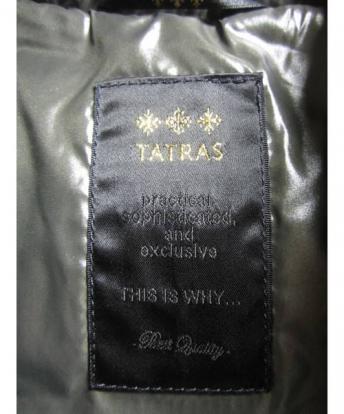 TATRAS
practical,
sophisticated,
and
exclusive
THIS IS WHY...
-Best Quality-